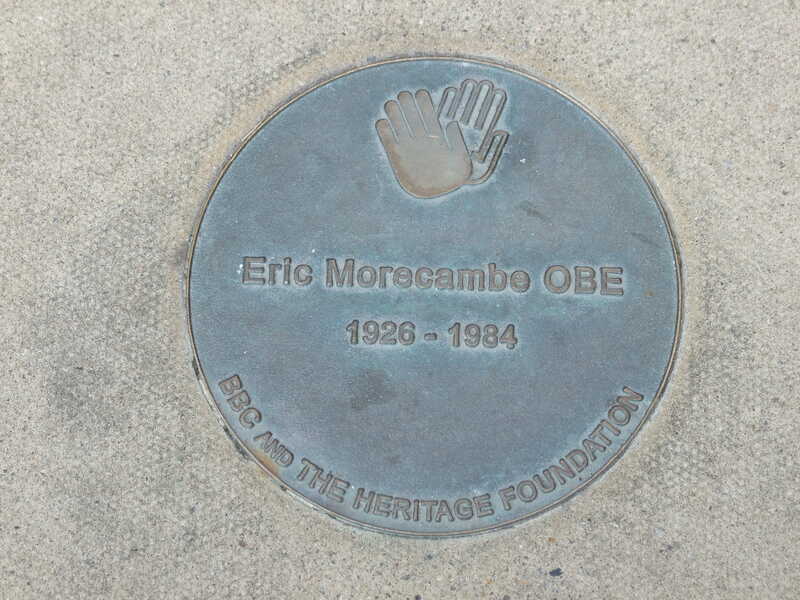 Eric Morecambe OBE
1926 - 1984
BBC AND THE HERITAGE FOUNDATION